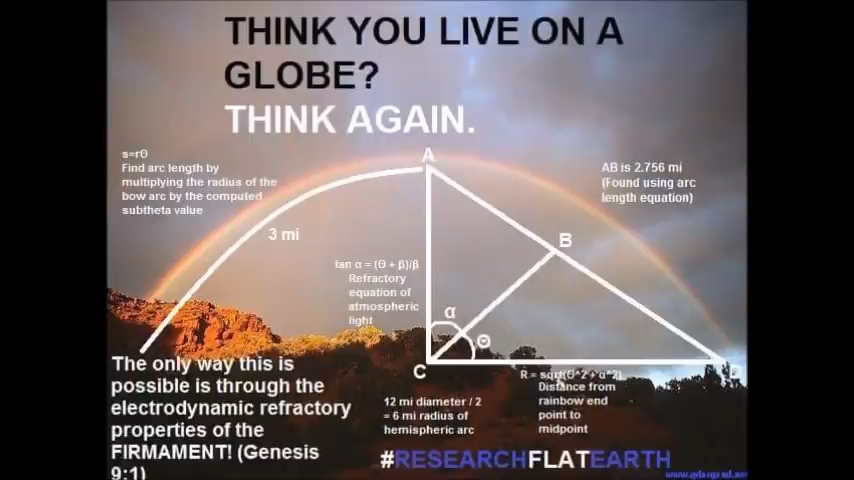 THINK YOU LIVE ON A
GLOBE?
THINK AGAIN.
s=rΘ
Find arc length by
multiplying the radius of the
bow arc by the computed
subtheta value
A
AB is 2.756 mi
(Found using arc
length equation)
3 mi
B
tan α = (Θ + β)/β
Refractory
equation of
atmospheric
light
α
Θ
C
D
R = sqrt(Θ^2 + α^2)
Distance from
rainbow end
point to
midpoint
The only way this is
possible is through the
electrodynamic refractory
properties of the
FIRMAMENT! (Genesis
9:1)
12 mi diameter / 2
= 6 mi radius of
hemispheric arc
#RESEARCHFLATEARTH